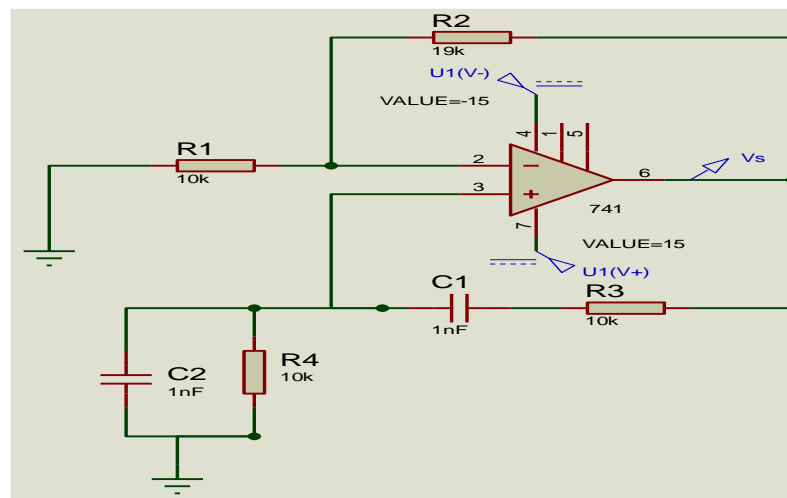 R2
19k
U1(V-)
VALUE=-15
4
1
5
R1
10k
2
3
6
Vs
741
7
VALUE=15
U1(V+)
C1
1nF
R3
10k
C2
1nF
R4
10k